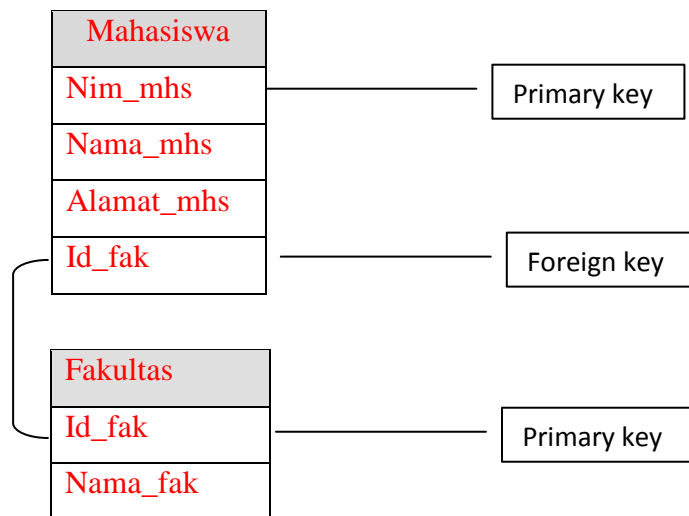 Mahasiswa
Nim_mhs
Primary key
Nama_mhs
Alamat_mhs
Id_fak
Foreign key
Fakultas
Id_fak
Primary key
Nama_fak